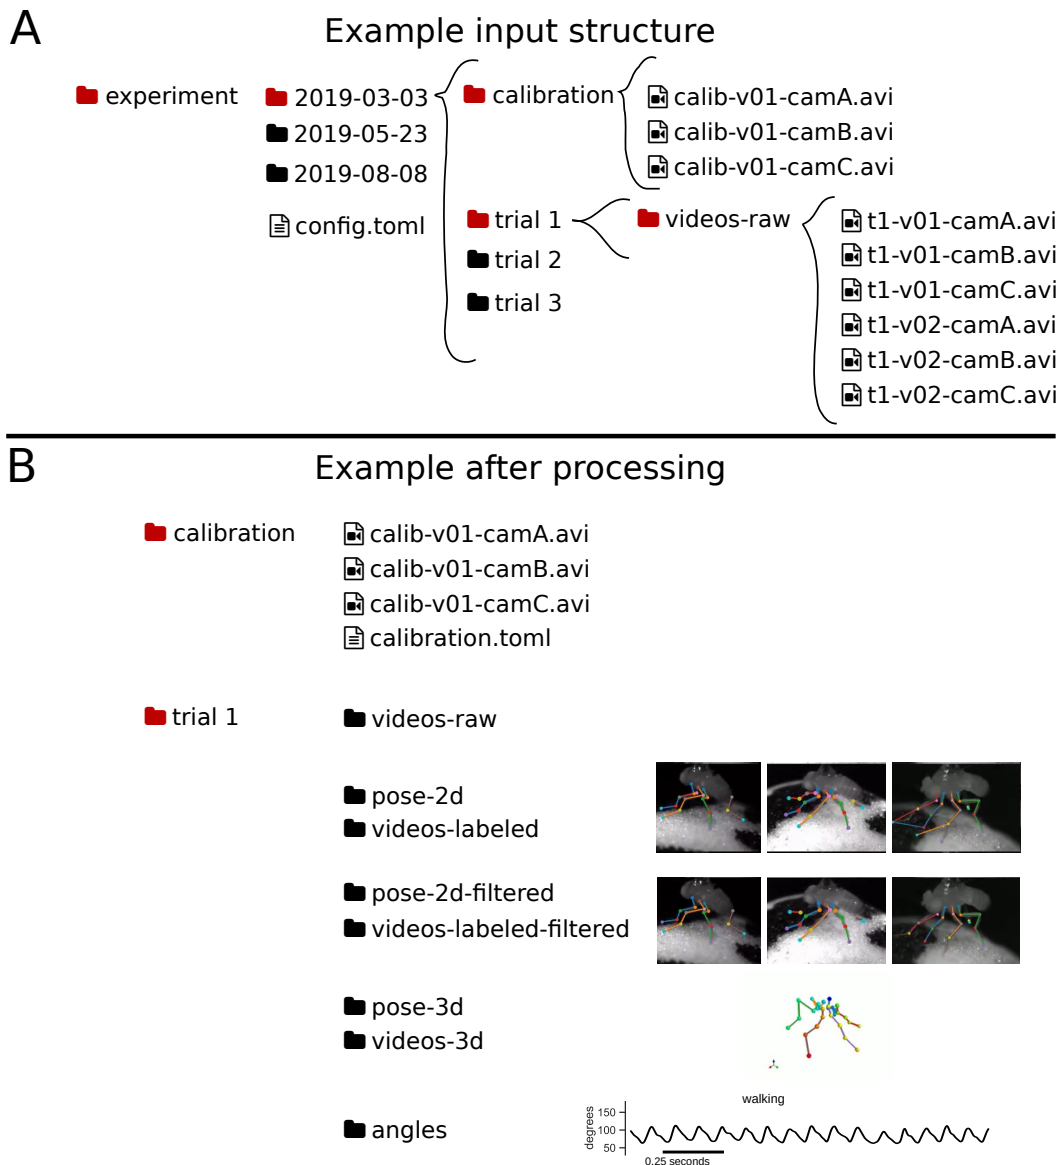 A
Example input structure
experiment
2019-03-03
2019-05-23
2019-08-08
config.toml
calibration
trial 1
trial 2
trial 3
calib-v01-camA.avi
calib-v01-camB.avi
calib-v01-camC.avi
videos-raw
t1-v01-camA.avi
t1-v01-camB.avi
t1-v01-camC.avi
t1-v02-camA.avi
t1-v02-camB.avi
t1-v02-camC.avi
B
Example after processing
calibration
calib-v01-camA.avi
calib-v01-camB.avi
calib-v01-camC.avi
calibration.toml
trial 1
videos-raw
pose-2d
videos-labeled
pose-2d-filtered
videos-labeled-filtered
pose-3d
videos-3d
angles
walking
degrees
150
100
50
0.25 seconds